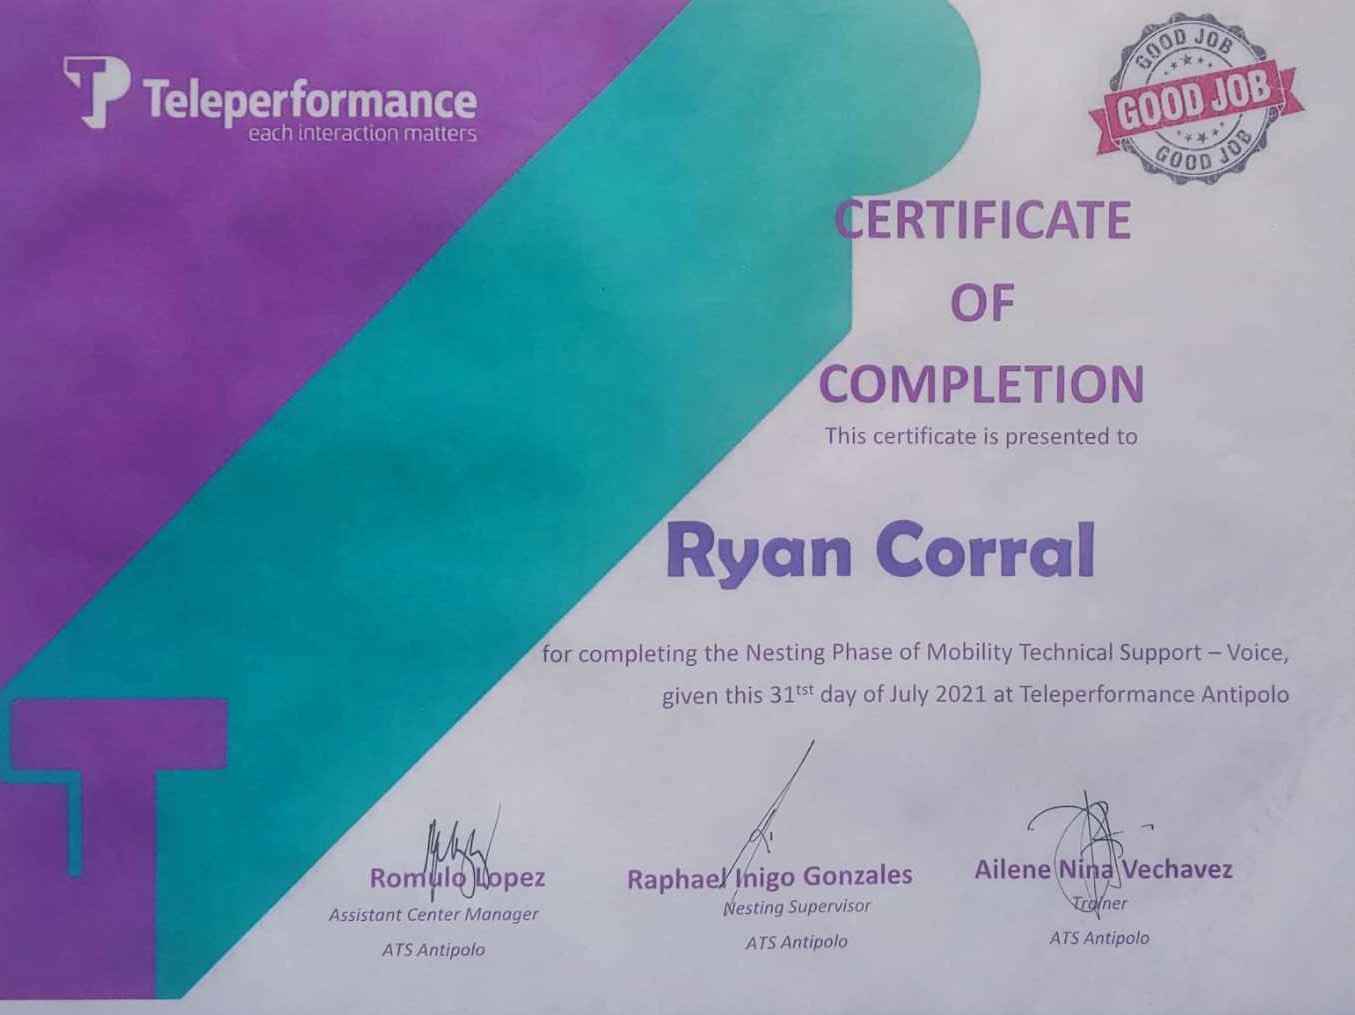 Teleperformance
each interaction matters
GOOD JOB
GOOD JOB
GOOD JOB
CERTIFICATE
OF
COMPLETION
This certificate is presented to
Ryan Corral
for completing the Nesting Phase of Mobility Technical Support – Voice,
given this 31tst day of July 2021 at Teleperformance Antipolo
Romulo Lopez
Assistant Center Manager
ATS Antipolo
Raphael Inigo Gonzales
Nesting Supervisor
ATS Antipolo
Ailene Nina Vechavez
Trainer
ATS Antipolo